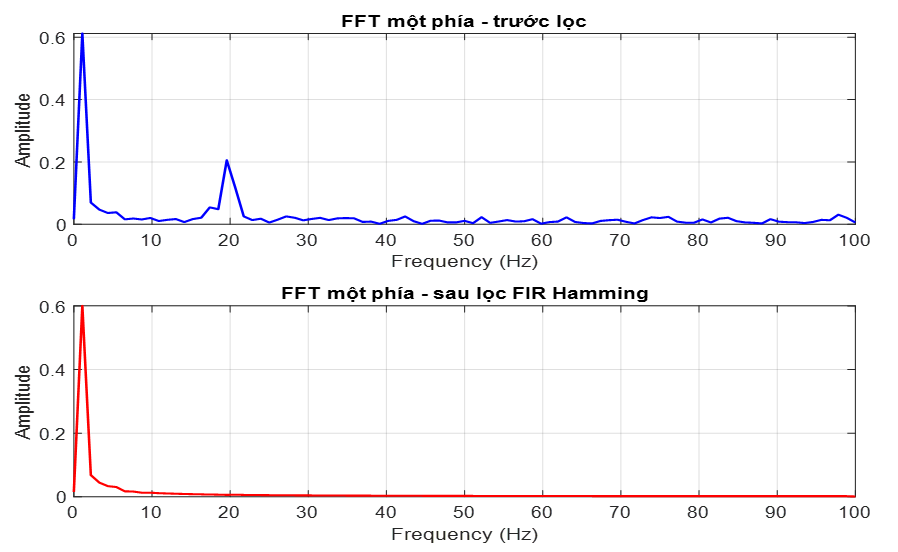 FFT một phía - trước lọc
0.6
0.4
0.2
0
Amplitude
0 10 20 30 40 50 60 70 80 90 100
Frequency (Hz)
FFT một phía - sau lọc FIR Hamming
0.6
0.4
0.2
0
Amplitude
0 10 20 30 40 50 60 70 80 90 100
Frequency (Hz)